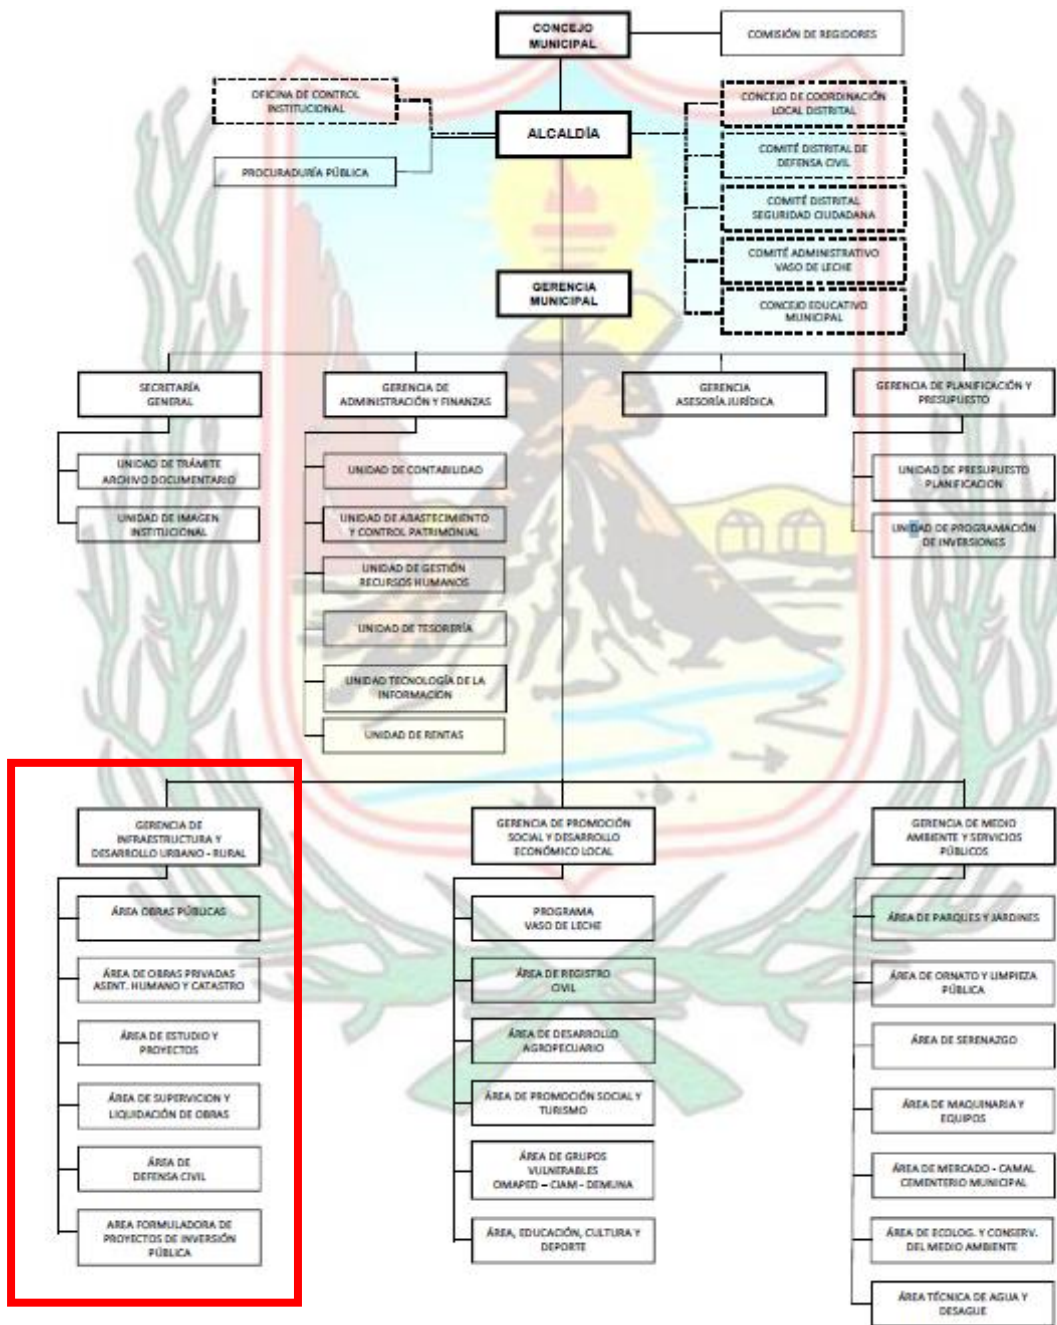 CONCEJO
MUNICIPAL
COMISIÓN DE REGIDORES
OFICINA DE CONTROL
INSTITUCIONAL
PROCURADURÍA PÚBLICA
ALCALDÍA
CONCEJO DE COORDINACIÓN
LOCAL DISTRITAL
COMITÉ DISTRITAL DE
DEFENSA CIVIL
COMITÉ DISTRITAL
SEGURIDAD CIUDADANA
COMITÉ ADMINISTRATIVO
VASO DE LECHE
CONCEJO EDUCATIVO
MUNICIPAL
GERENCIA
MUNICIPAL
SECRETARÍA
GENERAL
UNIDAD DE TRÁMITE
ARCHIVO DOCUMENTARIO
UNIDAD DE IMAGEN
INSTITUCIONAL
GERENCIA DE
ADMINISTRACIÓN Y FINANZAS
UNIDAD DE CONTABILIDAD
UNIDAD DE ABASTECIMIENTO
Y CONTROL PATRIMONIAL
UNIDAD DE GESTIÓN
RECURSOS HUMANOS
UNIDAD DE TESORERÍA
UNIDAD TECNOLOGÍA DE LA
INFORMACION
UNIDAD DE RENTAS
GERENCIA
ASESORÍA JURÍDICA
GERENCIA DE PLANIFICACIÓN Y
PRESUPUESTO
UNIDAD DE PRESUPUESTO
PLANIFICACION
UNIDAD DE PROGRAMACIÓN
DE INVERSIONES
GERENCIA DE
INFRAESTRUCTURA Y
DESARROLLO URBANO - RURAL
ÁREA OBRAS PÚBLICAS
ÁREA DE OBRAS PRIVADAS
ASENT. HUMANO Y CATASTRO
ÁREA DE ESTUDIO Y
PROYECTOS
ÁREA DE SUPERVICION Y
LIQUIDACIÓN DE OBRAS
ÁREA DE
DEFENSA CIVIL
AREA FORMULADORA DE
PROYECTOS DE INVERSIÓN
PÚBLICA
GERENCIA DE PROMOCIÓN
SOCIAL Y DESARROLLO
ECONÓMICO LOCAL
PROGRAMA
VASO DE LECHE
ÁREA DE REGISTRO
CIVIL
ÁREA DE DESARROLLO
AGROPECUARIO
ÁREA DE PROMOCIÓN SOCIAL Y
TURISMO
ÁREA DE GRUPOS
VULNERABLES
OMAPED – CIAM - DEMUNA
ÁREA, EDUCACIÓN, CULTURA Y
DEPORTE
GERENCIA DE MEDIO
AMBIENTE Y SERVICIOS
PÚBLICOS
ÁREA DE PARQUES Y JARDINES
ÁREA DE ORNATO Y LIMPIEZA
PÚBLICA
ÁREA DE SERENAZGO
ÁREA DE MAQUINARIA Y
EQUIPOS
ÁREA DE MERCADO - CAMAL
CEMENTERIO MUNICIPAL
ÁREA DE ECOLOG. Y CONSERV.
DEL MEDIO AMBIENTE
ÁREA TÉCNICA DE AGUA Y
DESAGUE